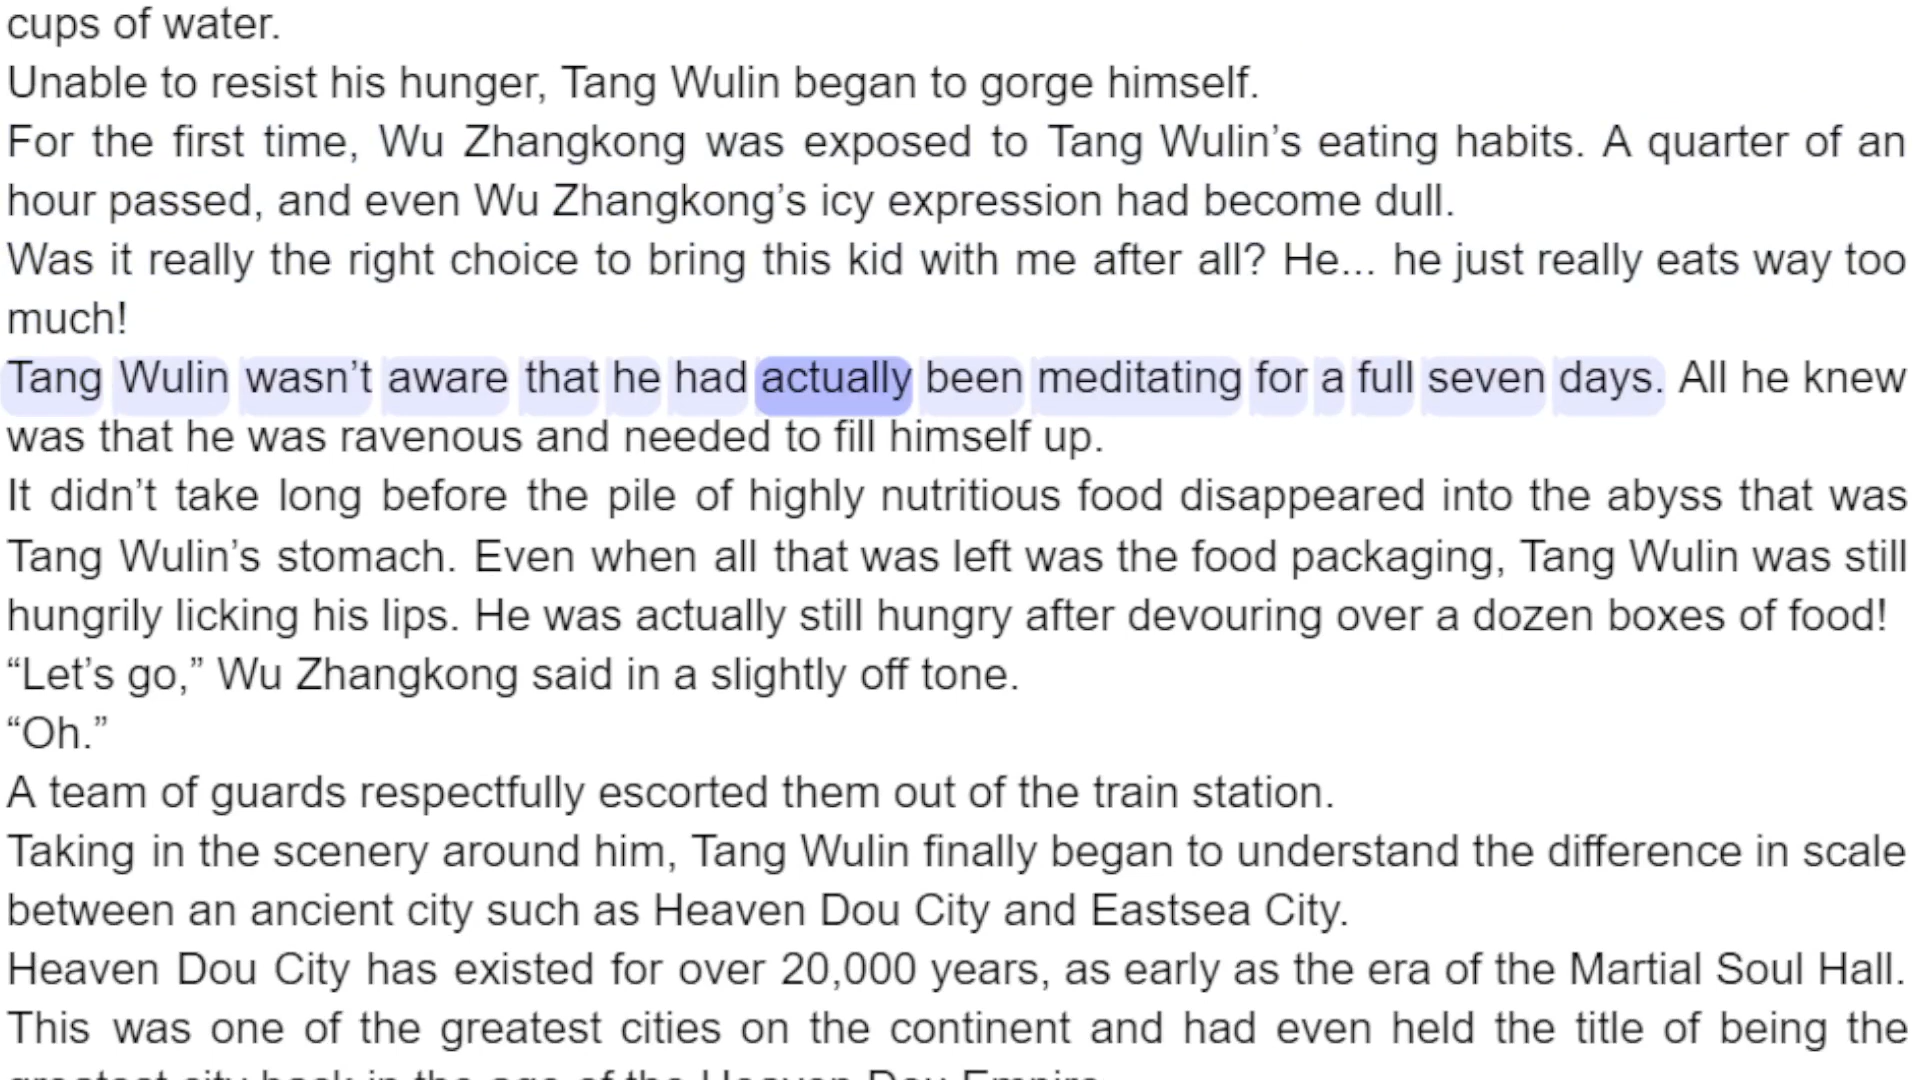 cups of water.
Unable to resist his hunger, Tang Wulin began to gorge himself.
For the first time, Wu Zhangkong was exposed to Tang Wulin’s eating habits. A quarter of an
hour passed, and even Wu Zhangkong’s icy expression had become dull.
Was it really the right choice to bring this kid with me after all? He... he just really eats way too
much!
Tang Wulin wasn’t aware that he had actually been meditating for a full seven days. All he knew
was that he was ravenous and needed to fill himself up.
It didn’t take long before the pile of highly nutritious food disappeared into the abyss that was
Tang Wulin’s stomach. Even when all that was left was the food packaging, Tang Wulin was still
hungrily licking his lips. He was actually still hungry after devouring over a dozen boxes of food!
“Let’s go,” Wu Zhangkong said in a slightly off tone.
“Oh.”
A team of guards respectfully escorted them out of the train station.
Taking in the scenery around him, Tang Wulin finally began to understand the difference in scale
between an ancient city such as Heaven Dou City and Eastsea City.
Heaven Dou City has existed for over 20,000 years, as early as the era of the Martial Soul Hall.
This was one of the greatest cities on the continent and had even held the title of being the
greatest city back in the age of the Heaven Dou Empire.